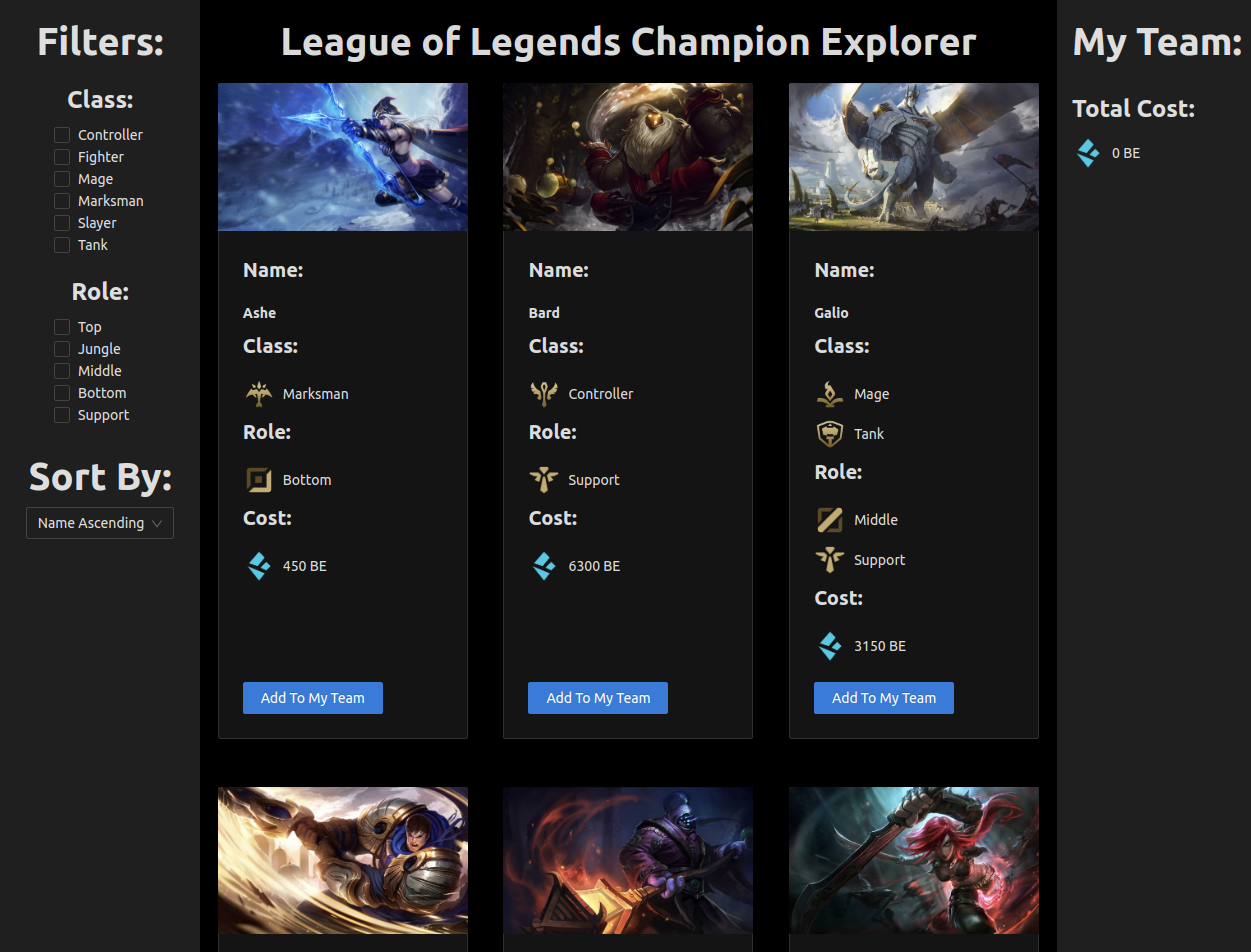 Filters:
Class:
Controller
Fighter
Mage
Marksman
Slayer
Tank
Role:
Top
Jungle
Middle
Bottom
Support
Sort By:
Name Ascending
League of Legends Champion Explorer
Name:
Ashe
Class:
Marksman
Role:
Bottom
Cost:
450 BE
Add To My Team
Name:
Bard
Class:
Controller
Role:
Support
Cost:
6300 BE
Add To My Team
Name:
Galio
Class:
Mage
Tank
Role:
Middle
Support
Cost:
3150 BE
Add To My Team
My Team:
Total Cost:
0 BE